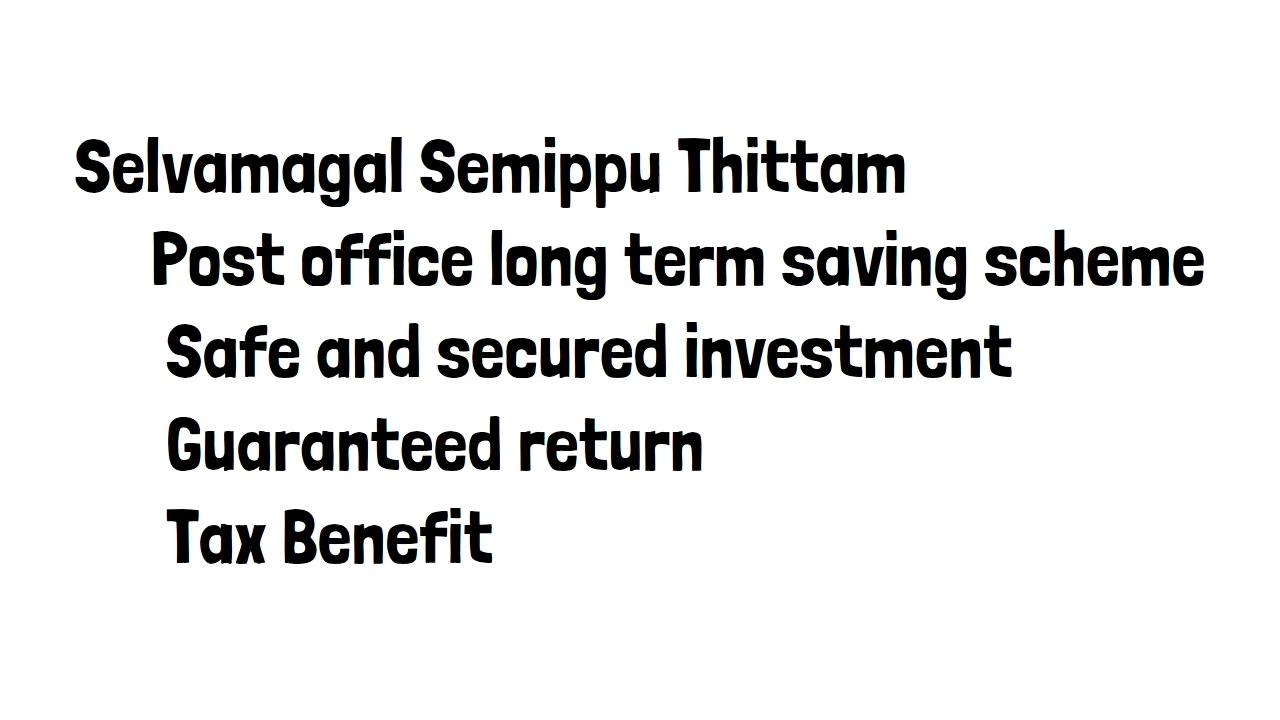 Selvamagal Semippu Thittam
Post office long term saving scheme
Safe and secured investment
Guaranteed return
Tax Benefit